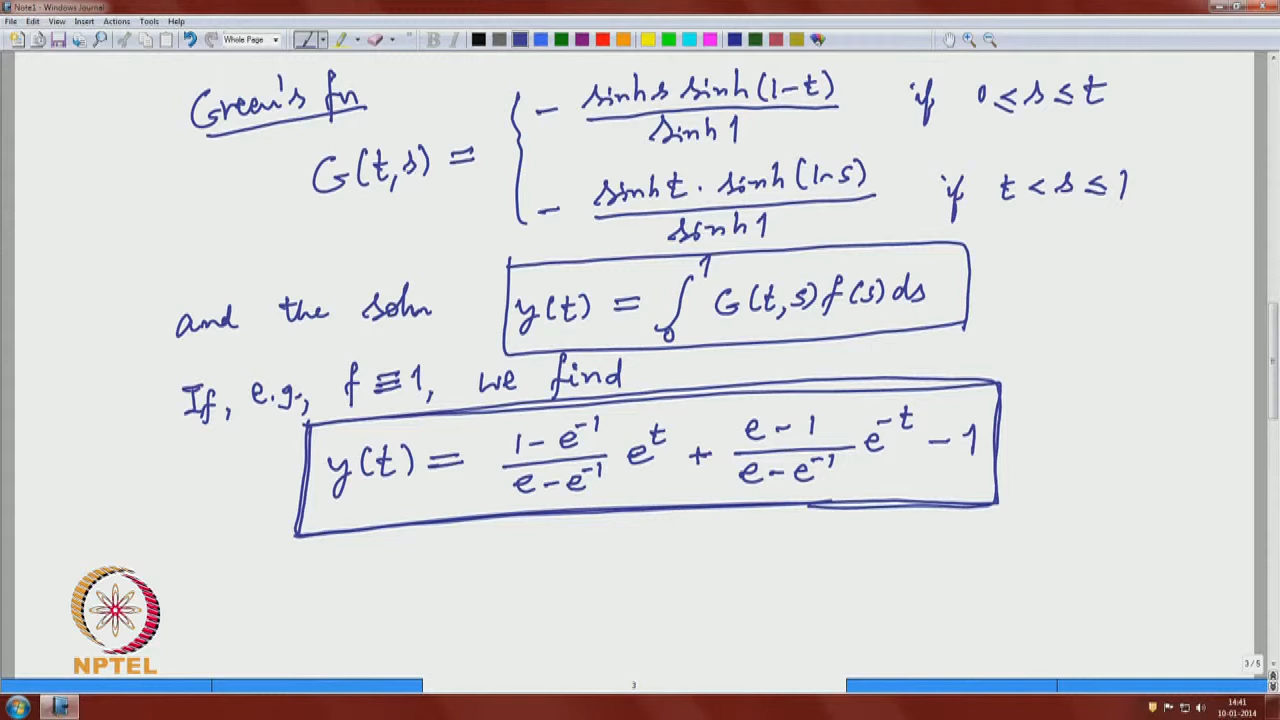 Note1 - Windows Journal
File Edit View Insert Actions Tools Help
Whole Page
Green's fn
G(t,s) = { - sinh s sinh(1-t) / sinh 1 if 0 ≤ s ≤ t
- sinh t · sinh(1-s) / sinh 1 if t < s ≤ 1
and the soln y(t) = ∫₀¹ G(t,s) f(s) ds
If, e.g., f ≡ 1, we find
y(t) = (1 - e⁻¹)/(e - e⁻¹) eᵗ + (e - 1)/(e - e⁻¹) e⁻ᵗ - 1
NPTEL
3 / 5
3
14:41
10-01-2014